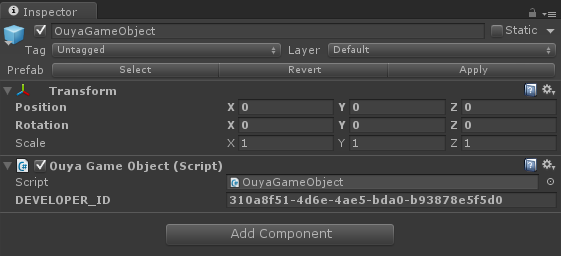 Inspector
OuyaGameObject Static
Tag Untagged Layer Default
Prefab Select Revert Apply
Transform
Position X 0 Y 0 Z 0
Rotation X 0 Y 0 Z 0
Scale X 1 Y 1 Z 1
Ouya Game Object (Script)
Script OuyaGameObject
DEVELOPER_ID 310a8f51-4d6e-4ae5-bda0-b93878e5f5d0
Add Component